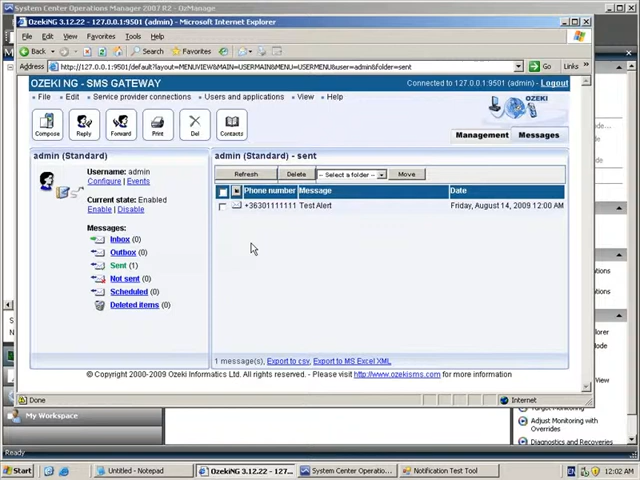 System Center Operations Manager 2007 R2 - OzManage
OzekiNG 3.12.22 - 127.0.0.1:9501 (admin) - Microsoft Internet Explorer
File Edit View Favorites Tools Help
Back Search Favorites
Address http://127.0.0.1:9501/default?layout=MENUVIEW&MAIN=USERMAIN&MENU=USERMENU&user=admin&folder=sent Go Links »
OZEKI NG - SMS GATEWAY Connected to 127.0.0.1:9501 (admin) - Logout
File Edit Service provider connections Users and applications View Help
OZEKI
Compose Reply Forward Print Del Contacts
Management Messages
admin (Standard)
Username: admin
Configure | Events
Current state: Enabled
Enable | Disable
Messages:
Inbox (0)
Outbox (0)
Sent (1)
Not sent (0)
Scheduled (0)
Deleted items (0)
admin (Standard) - sent
Refresh Delete -- Select a folder -- Move
Phone number Message Date
+36301111111 Test Alert Friday, August 14, 2009 12:00 AM
1 message(s), Export to csv, Export to MS Excel XML
© Copyright 2000-2009 Ozeki Informatics Ltd. All rights reserved. - Please visit http://www.ozekisms.com for more information
Done Internet
My Workspace
Adjust Monitoring with
Overrides
Diagnostics and Recoveries
Ready
Start Untitled - Notepad OzekiNG 3.12.22 - 127.... System Center Operatio... Notification Test Tool EN 12:02 AM